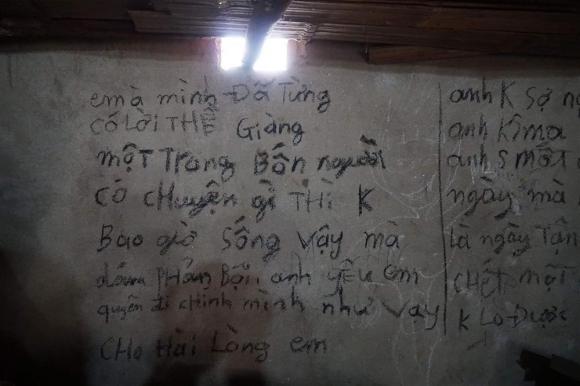 em à mình Đã Từng
có Lời THỀ Giàng
một Trong Bốn người
có cHuyện gì THÌ K
Bao giờ Sống Vậy mà
PHản Bội. anh yêu em
quyên đi chính mình như Vạy
CHo Hài Lòng em
anh K Sợ
anh
anh
ngày mà
là ngày Tận
CHết một
K Lo Được